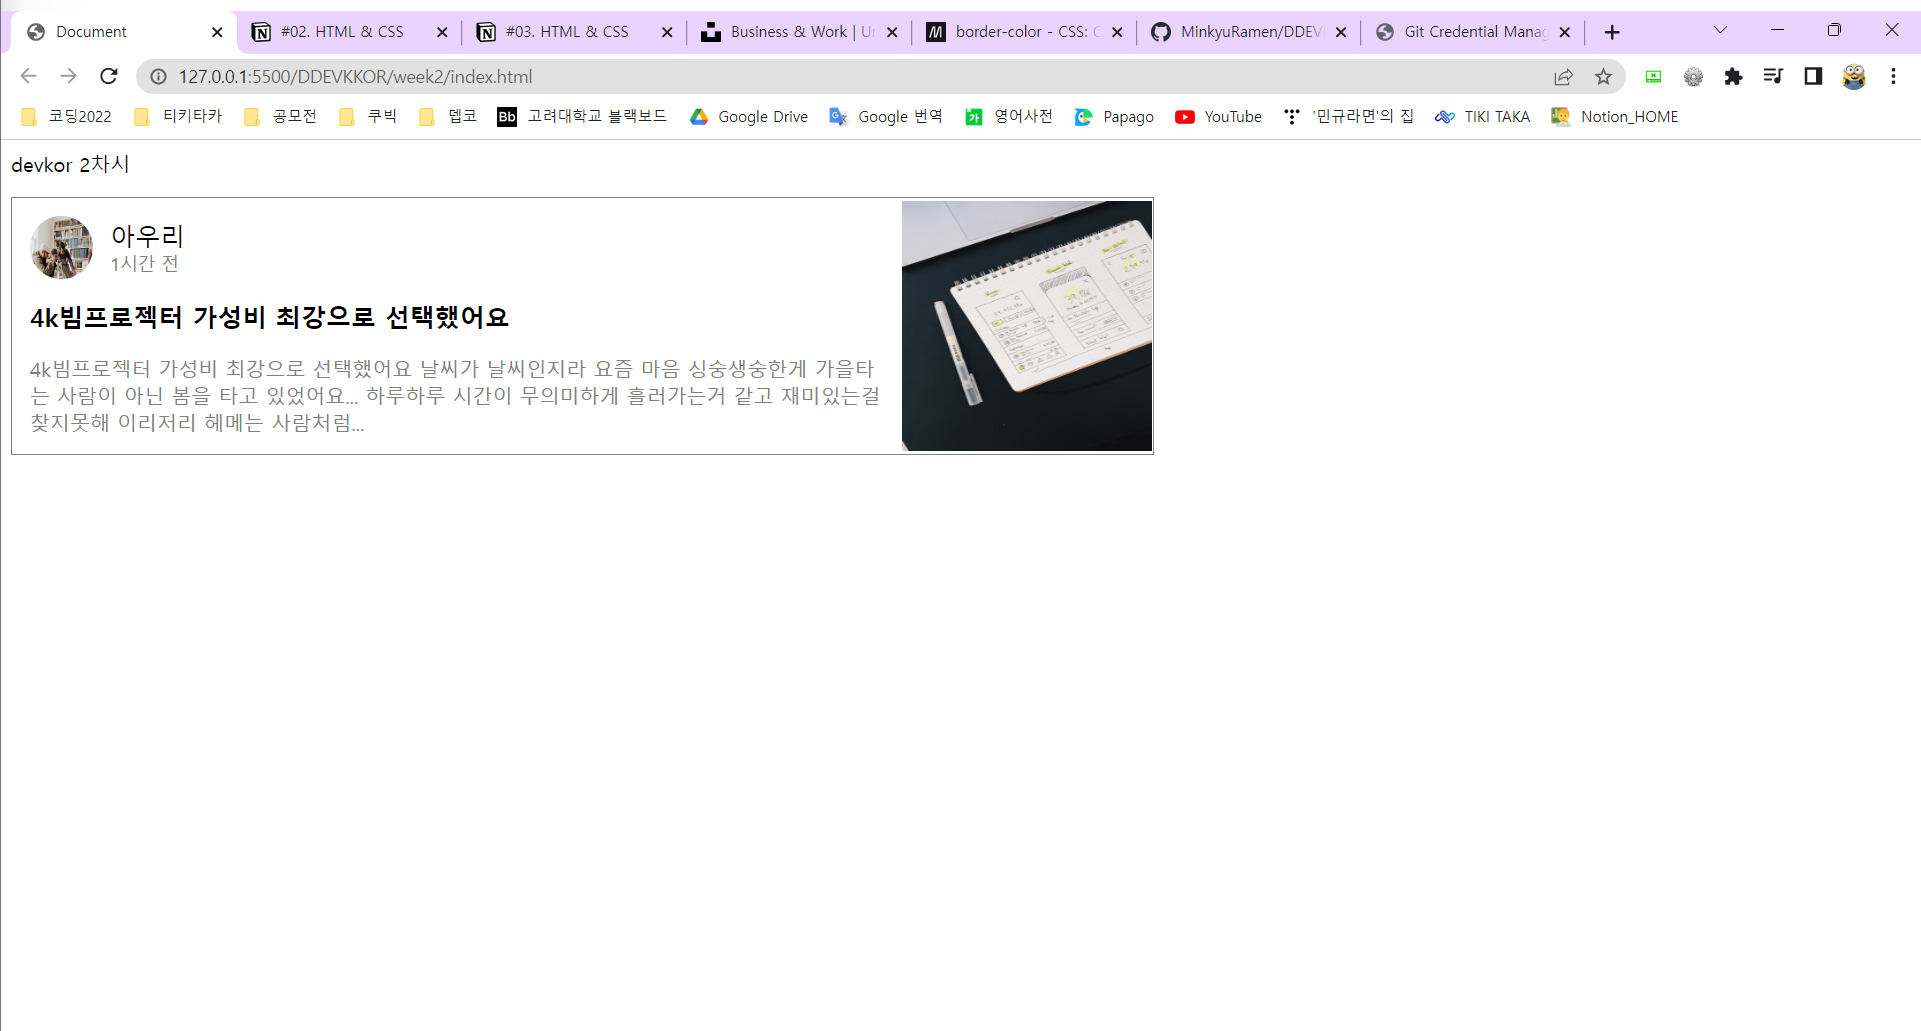 Document
#02. HTML & CSS
#03. HTML & CSS
Business & Work | Un
border-color - CSS: C
MinkyuRamen/DDEV
Git Credential Manag
127.0.0.1:5500/DDEVKKOR/week2/index.html
코딩2022
티키타카
공모전
쿠빅
뎁코
Bb 고려대학교 블랙보드
Google Drive
Google 번역
영어사전
Papago
YouTube
'민규라면'의 집
TIKI TAKA
Notion_HOME
devkor 2차시
아우리
1시간 전
4k빔프로젝터 가성비 최강으로 선택했어요
4k빔프로젝터 가성비 최강으로 선택했어요 날씨가 날씨인지라 요즘 마음 싱숭생숭한게 가을타
는 사람이 아닌 봄을 타고 있었어요... 하루하루 시간이 무의미하게 흘러가는거 같고 재미있는걸
찾지못해 이리저리 헤메는 사람처럼...